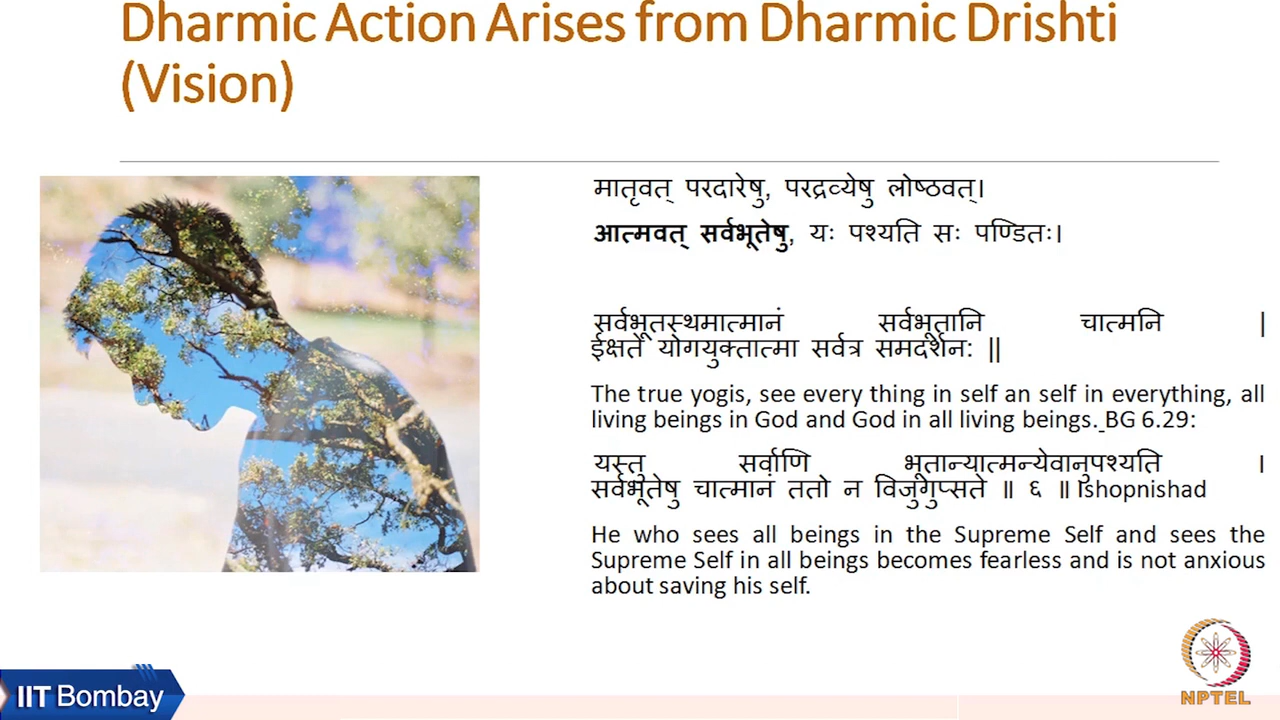 Dharmic Action Arises from Dharmic Drishti
(Vision)
मातृवत् परदारेषु, परद्रव्येषु लोष्ठवत्।
आत्मवत् सर्वभूतेषु, यः पश्यति सः पण्डितः।
सर्वभूतस्थमात्मानं सर्वभूतानि चात्मनि |
ईक्षते योगयुक्तात्मा सर्वत्र समदर्शन: ||
The true yogis, see every thing in self an self in everything, all
living beings in God and God in all living beings. BG 6.29:
यस्तु सर्वाणि भूतान्यात्मन्येवानुपश्यति ।
सर्वभूतेषु चात्मानं ततो न विजुगुप्सते ॥ ६ ॥ Ishopnishad
He who sees all beings in the Supreme Self and sees the
Supreme Self in all beings becomes fearless and is not anxious
about saving his self.
IIT Bombay
NPTEL